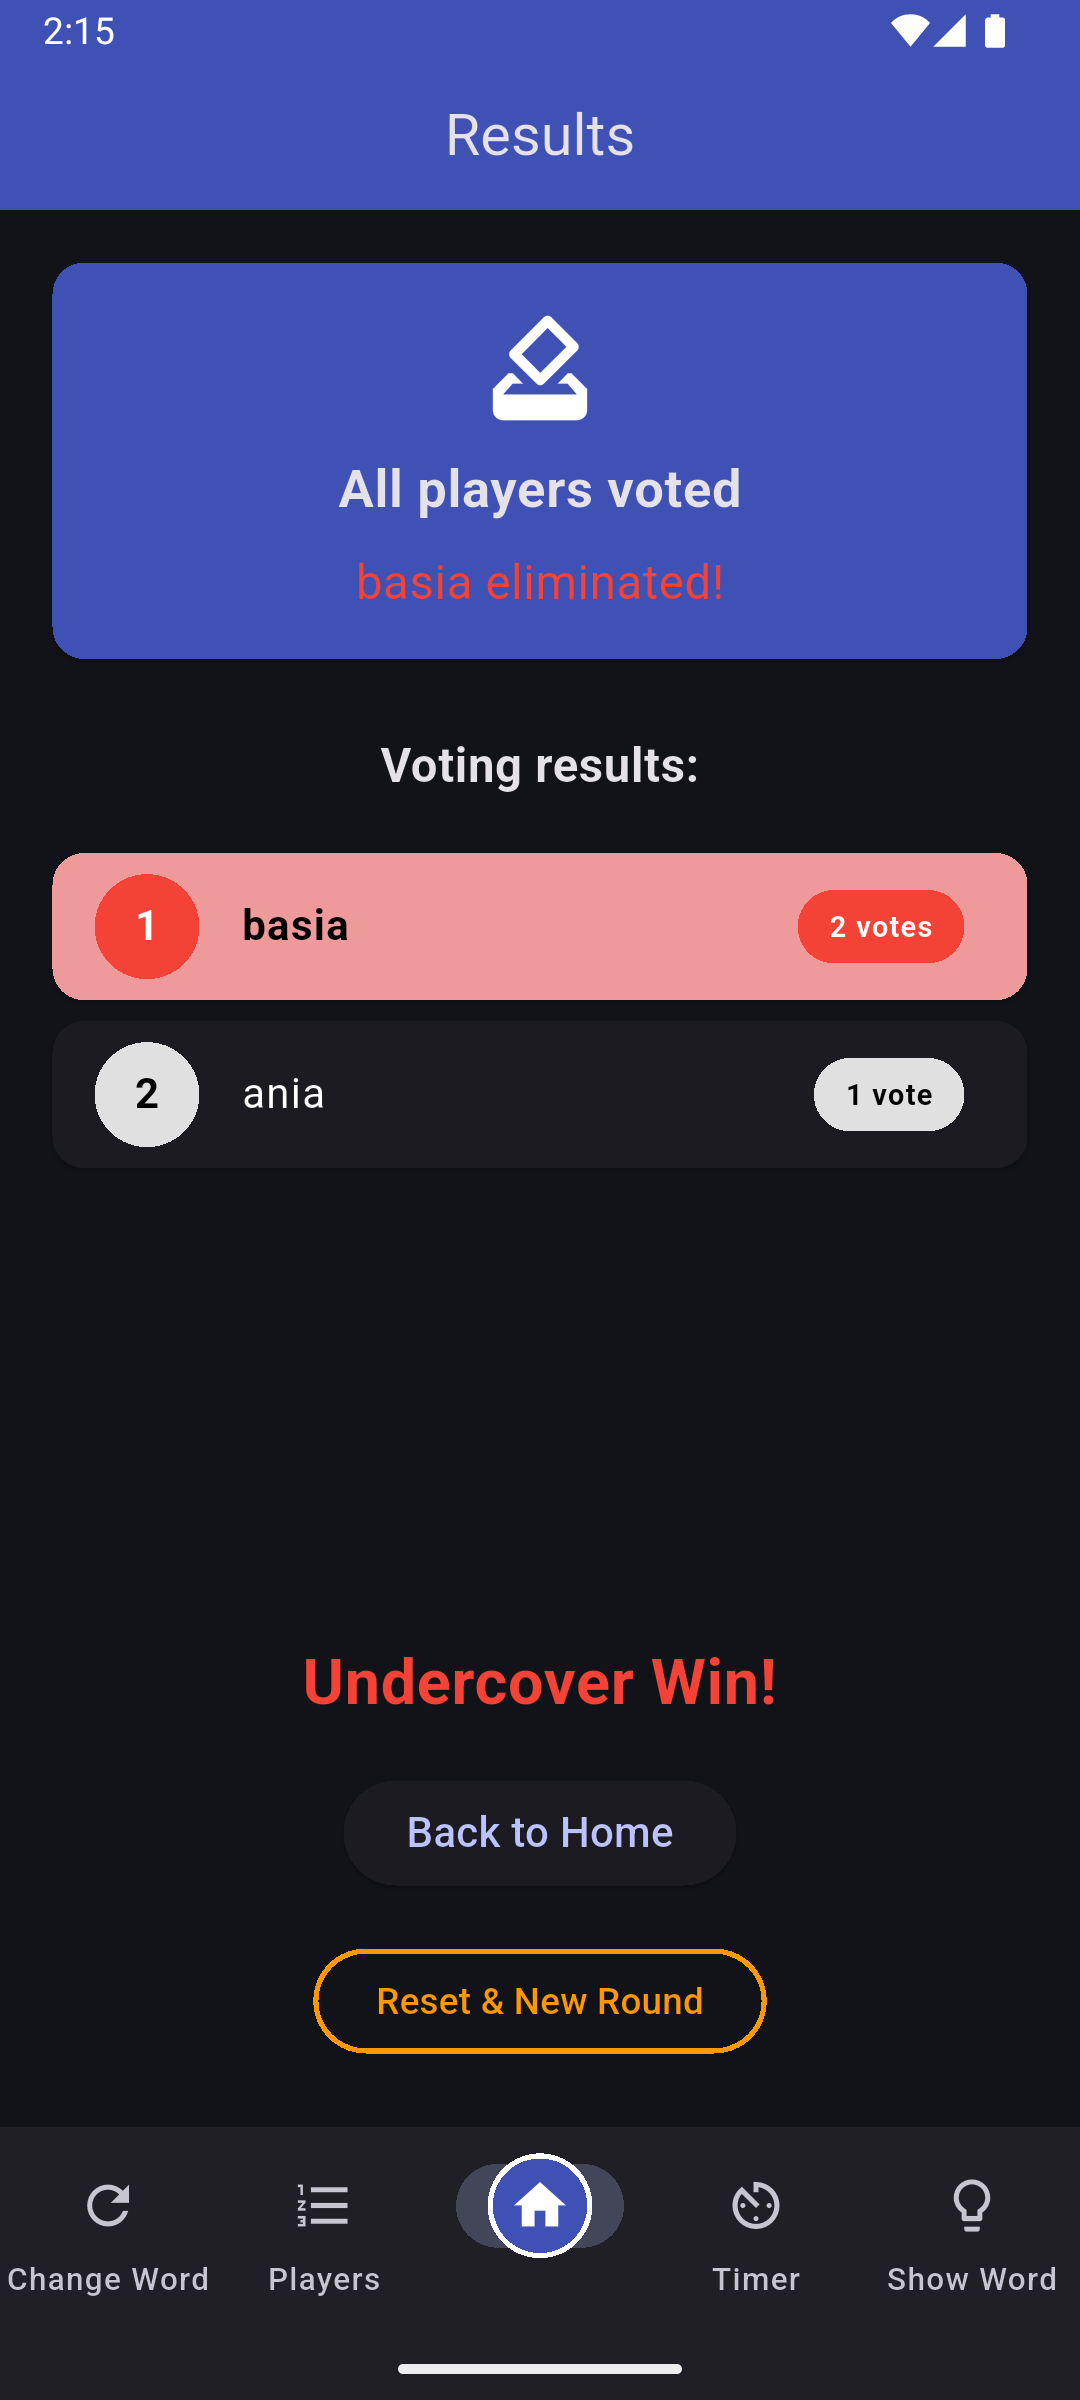 2:15
Results
All players voted
basia eliminated!
Voting results:
1 basia 2 votes
2 ania 1 vote
Undercover Win!
Back to Home
Reset & New Round
Change Word Players Timer Show Word